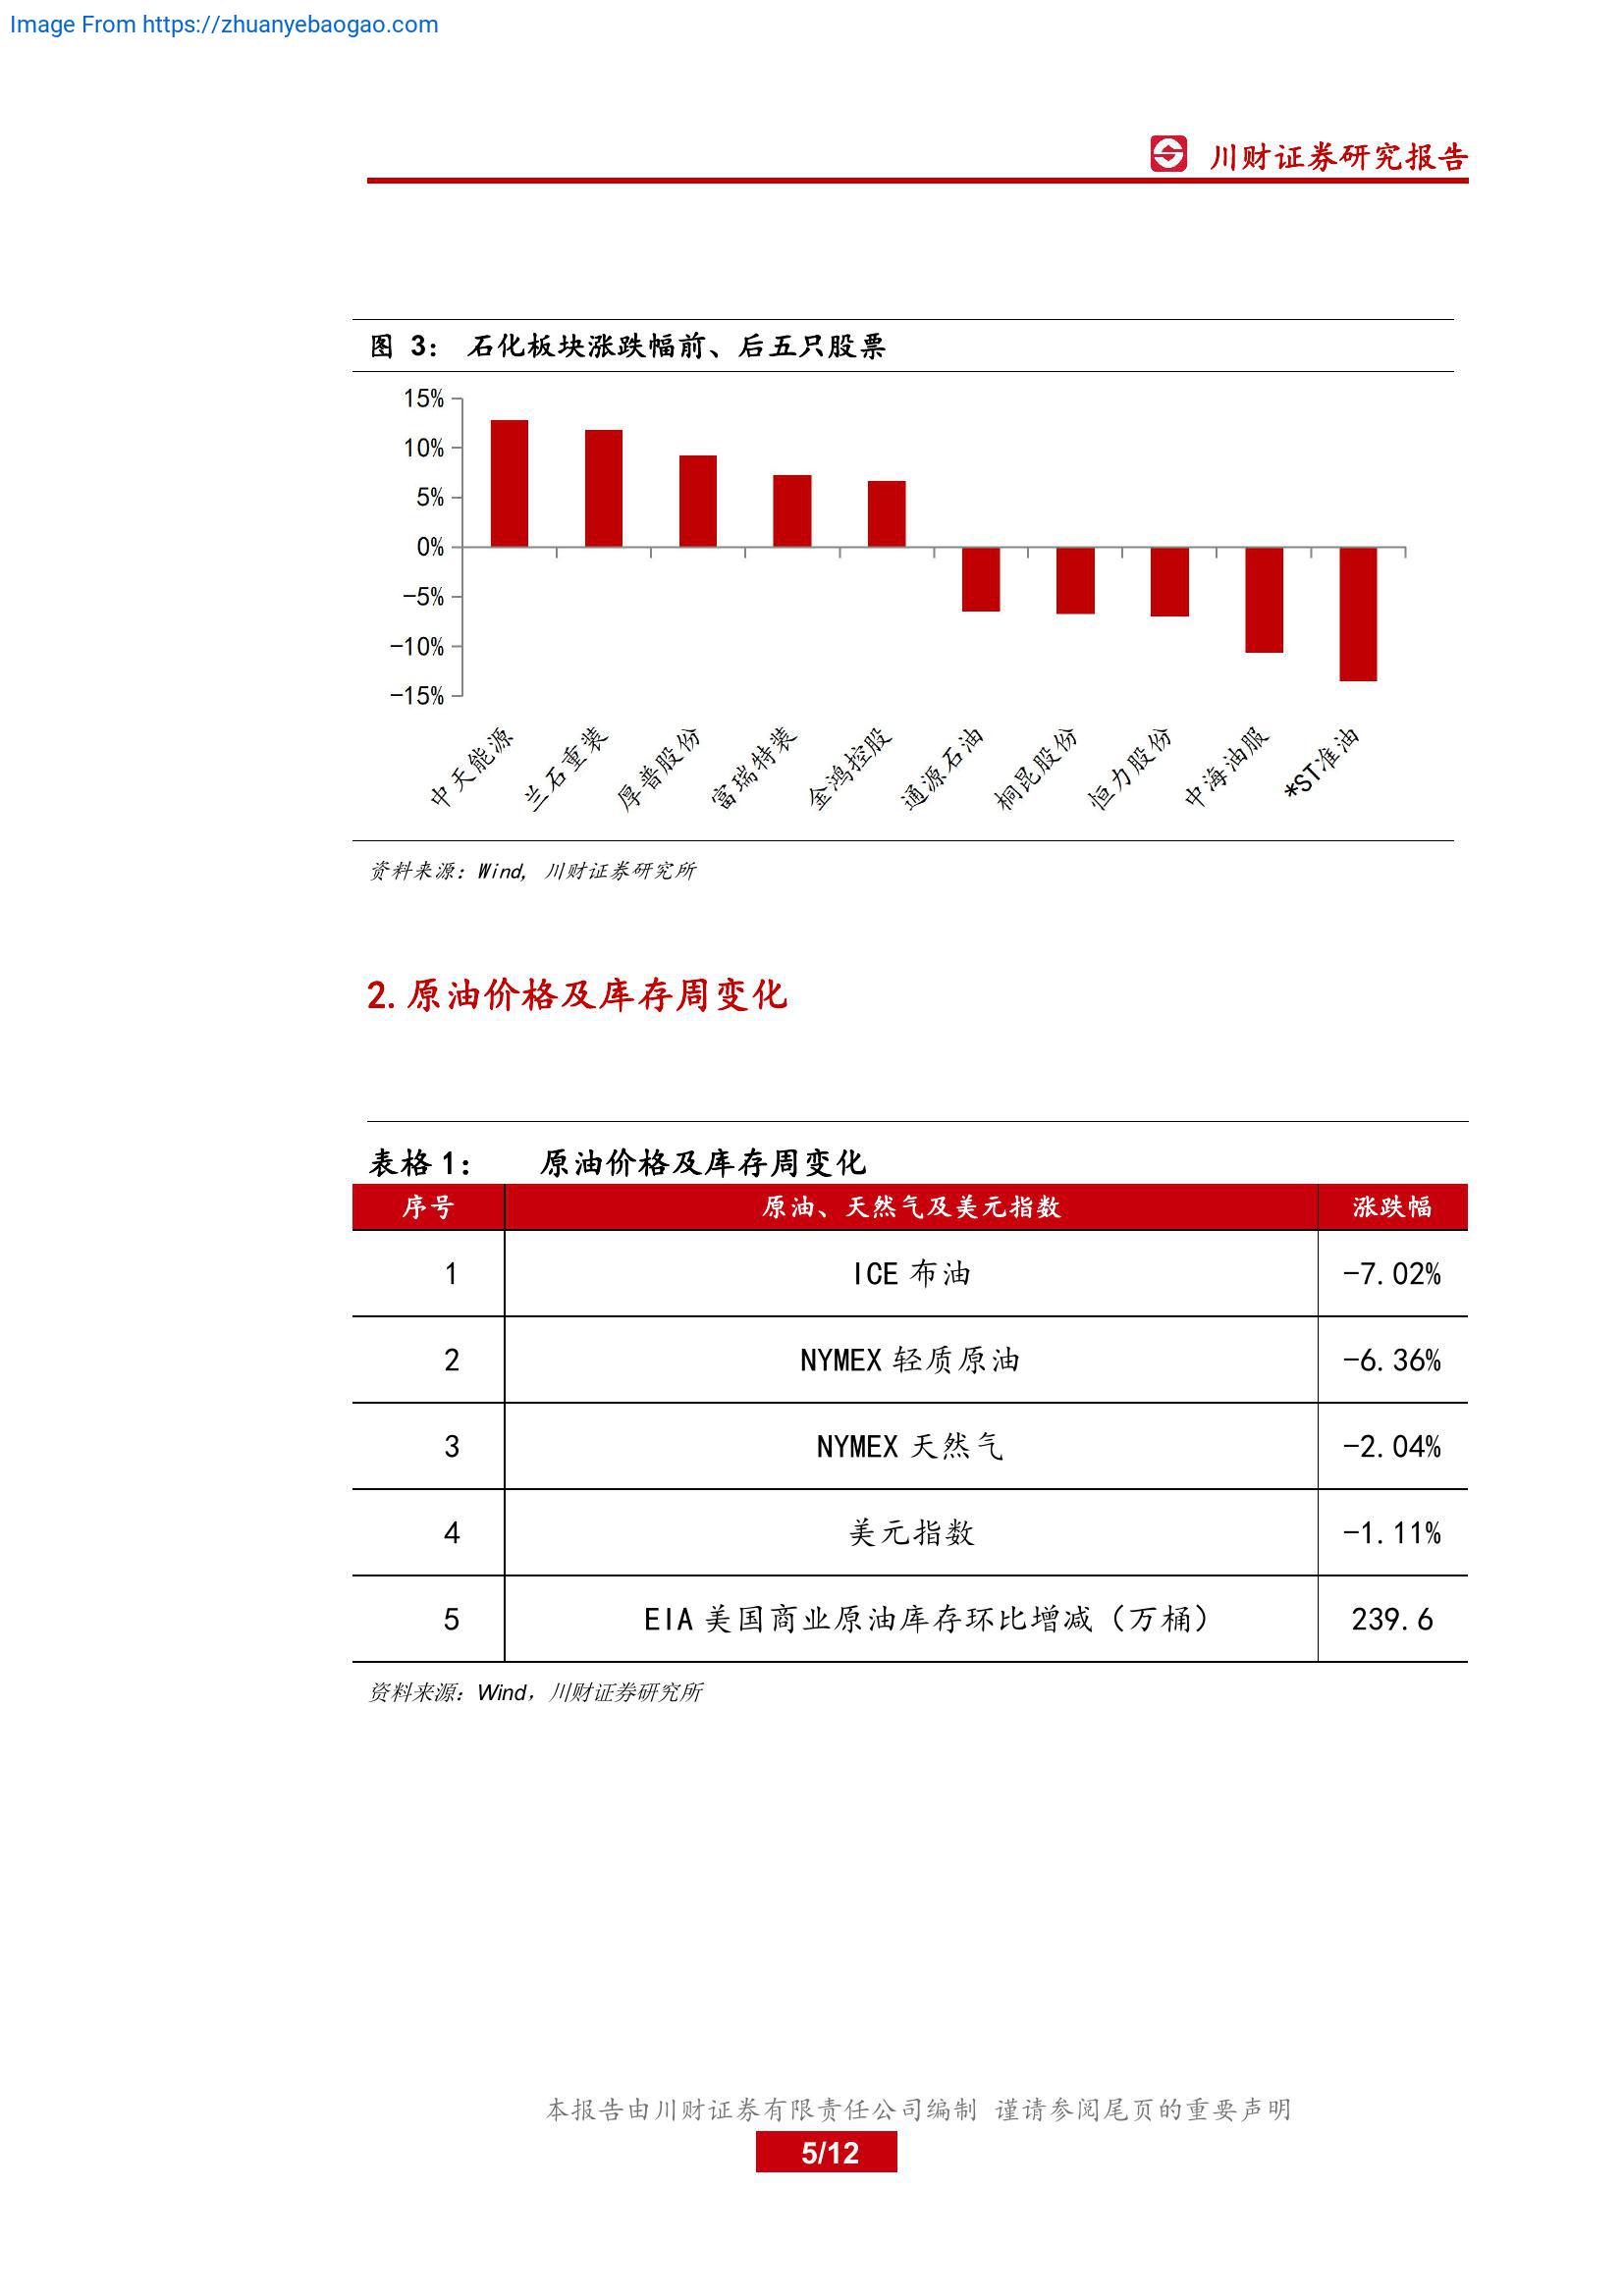 Image From https://zhuanyebaogao.com
川财证券研究报告
图 3： 石化板块涨跌幅前、后五只股票
15%
10%
5%
0%
-5%
-10%
-15%
中天能源
兰石重装
厚普股份
富瑞特装
金鸿控股
通源石油
桐昆股份
恒力股份
中海油服
*ST准油
资料来源：Wind, 川财证券研究所
2.原油价格及库存周变化
表格 1： 原油价格及库存周变化
序号 原油、天然气及美元指数 涨跌幅
1 ICE 布油 -7.02%
2 NYMEX 轻质原油 -6.36%
3 NYMEX 天然气 -2.04%
4 美元指数 -1.11%
5 EIA 美国商业原油库存环比增减（万桶） 239.6
资料来源：Wind，川财证券研究所
本报告由川财证券有限责任公司编制 谨请参阅尾页的重要声明
5/12